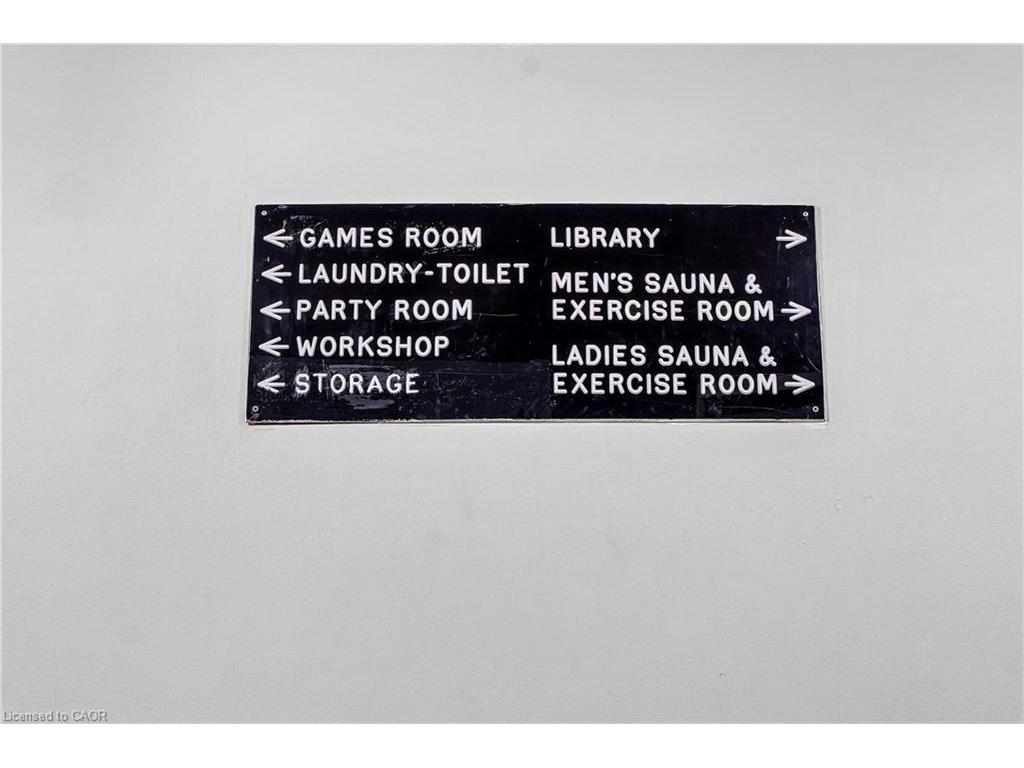 ← GAMES ROOM
← LAUNDRY-TOILET
← PARTY ROOM
← WORKSHOP
← STORAGE
LIBRARY →
MEN'S SAUNA &
EXERCISE ROOM →
LADIES SAUNA &
EXERCISE ROOM →
Licensed to CAOR